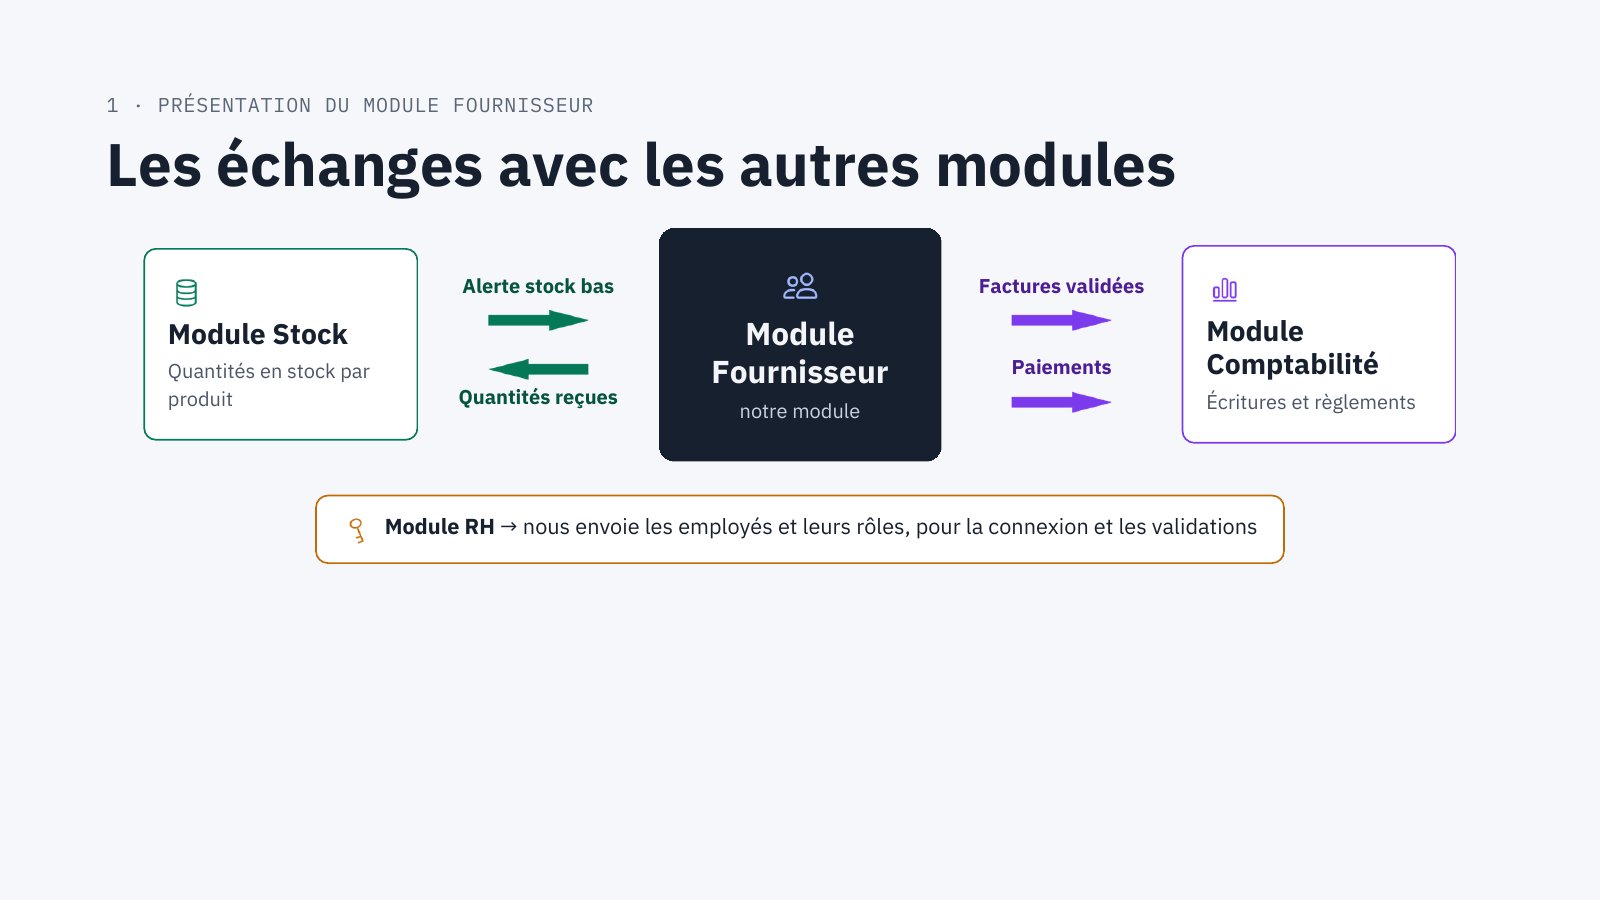 1 · PRÉSENTATION DU MODULE FOURNISSEUR
Les échanges avec les autres modules
Module Stock
Quantités en stock par
produit
Alerte stock bas
Quantités reçues
Module
Fournisseur
notre module
Factures validées
Paiements
Module
Comptabilité
Écritures et règlements
Module RH → nous envoie les employés et leurs rôles, pour la connexion et les validations